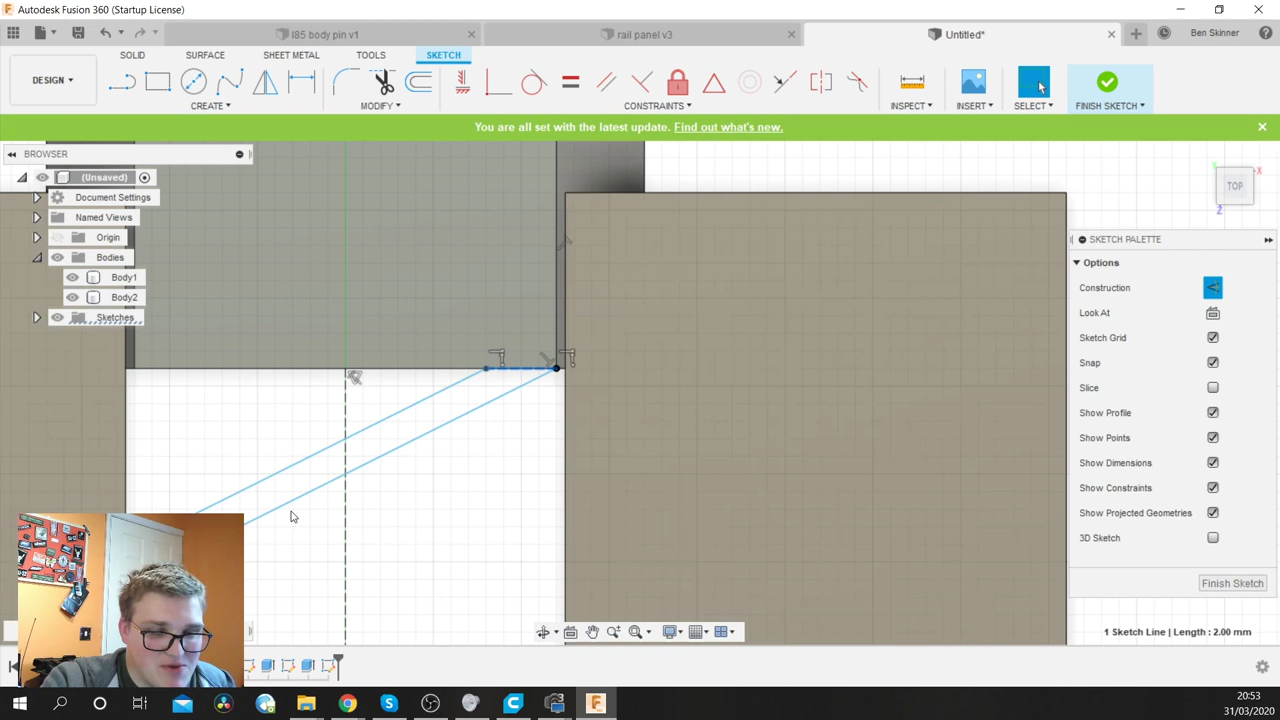 Autodesk Fusion 360 (Startup License)
l85 body pin v1
rail panel v3
Untitled*
Ben Skinner
SOLID
SURFACE
SHEET METAL
TOOLS
SKETCH
DESIGN
CREATE
MODIFY
CONSTRAINTS
INSPECT
INSERT
SELECT
FINISH SKETCH
You are all set with the latest update. Find out what's new.
BROWSER
(Unsaved)
Document Settings
Named Views
Origin
Bodies
Body1
Body2
Sketches
TOP
X
Z
SKETCH PALETTE
Options
Construction
Look At
Sketch Grid
Snap
Slice
Show Profile
Show Points
Show Dimensions
Show Constraints
Show Projected Geometries
3D Sketch
Finish Sketch
1 Sketch Line | Length : 2.00 mm
20:53
31/03/2020